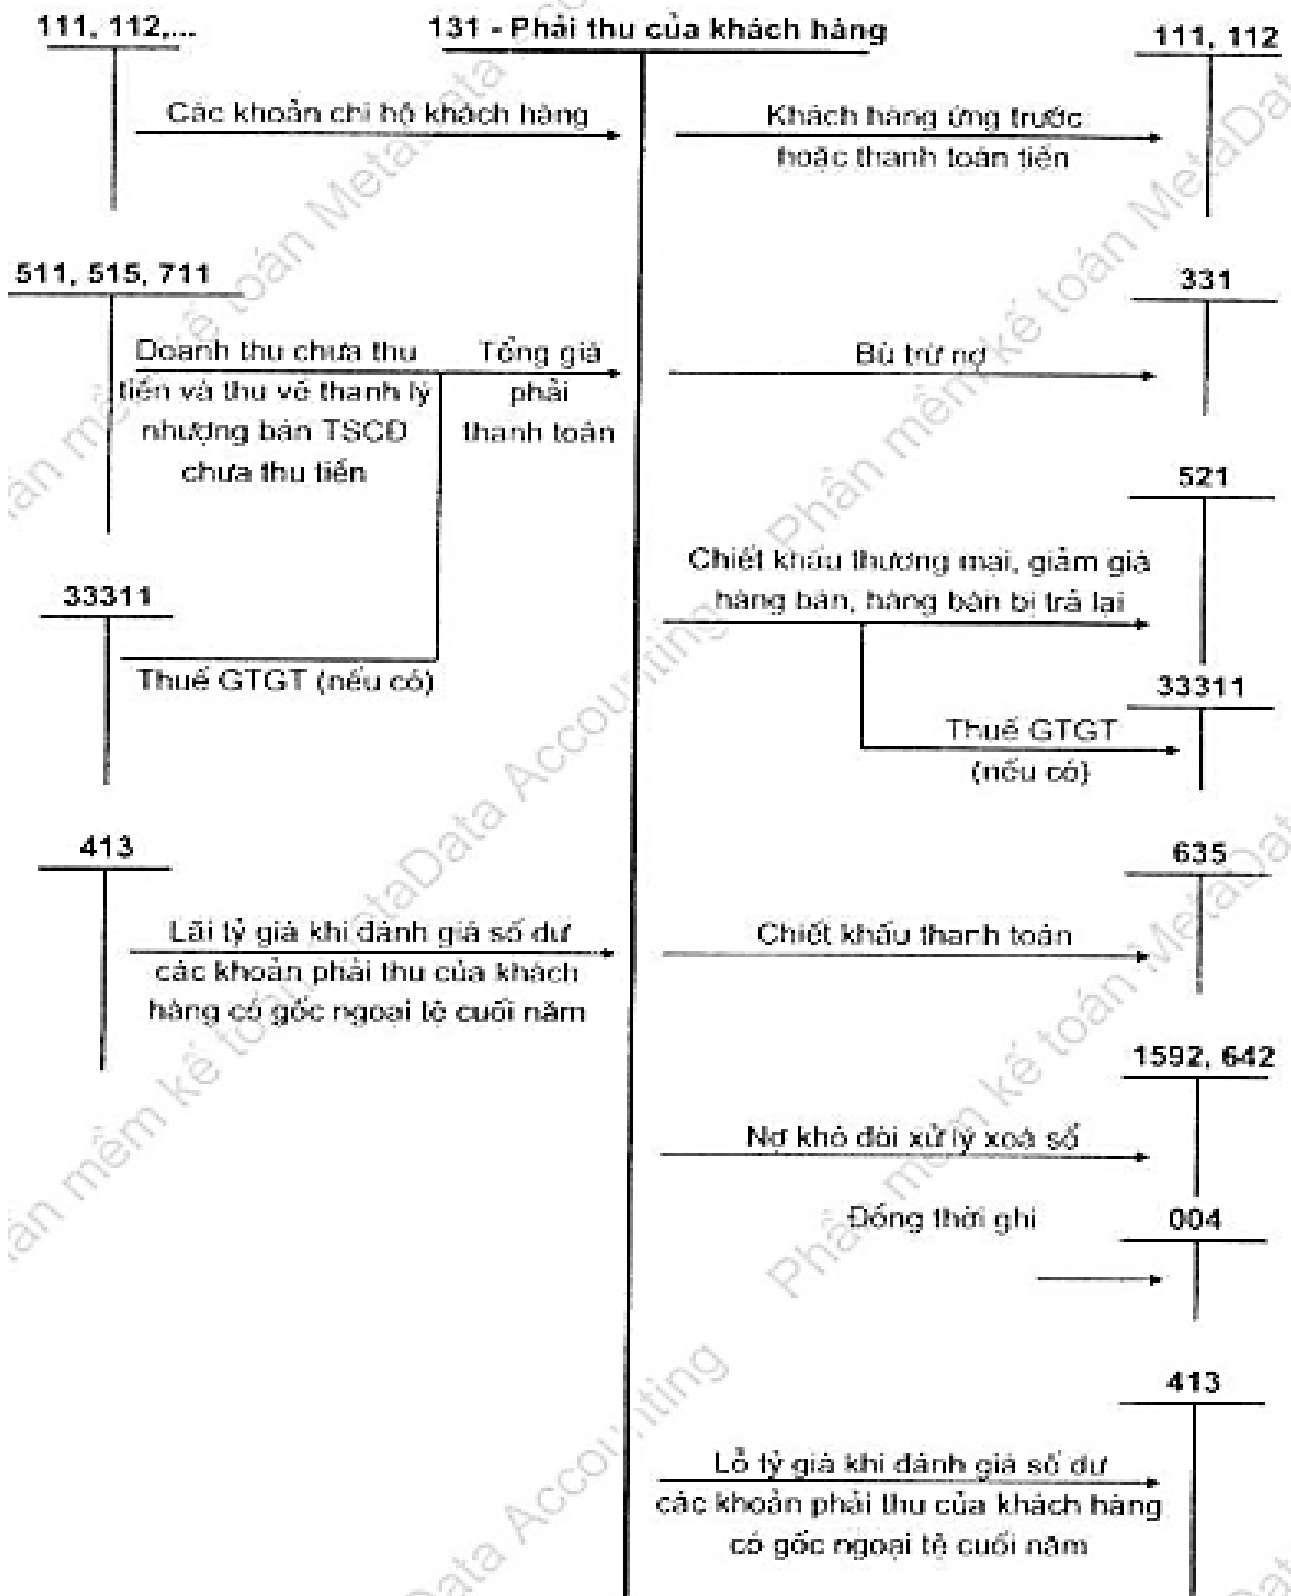 111, 112,...
131 - Phải thu của khách hàng
111, 112
Các khoản chi hộ khách hàng
Khách hàng ứng trước
hoặc thanh toán tiền
511, 515, 711
331
Doanh thu chưa thu
tiền và thu về thanh lý
nhượng bán TSCĐ
chưa thu tiền
Tổng giá
phải
thanh toán
Bù trừ nợ
521
Chiết khấu thương mại, giảm giá
hàng bán, hàng bán bị trả lại
33311
Thuế GTGT (nếu có)
33311
Thuế GTGT
(nếu có)
413
635
Lãi tỷ giá khi đánh giá số dư
các khoản phải thu của khách
hàng có gốc ngoại tệ cuối năm
Chiết khấu thanh toán
1592, 642
Nợ khó đòi xử lý xoá sổ
Đồng thời ghi
004
413
Lỗ tỷ giá khi đánh giá số dư
các khoản phải thu của khách hàng
có gốc ngoại tệ cuối năm
Phần mềm kế toán MetaData Accounting